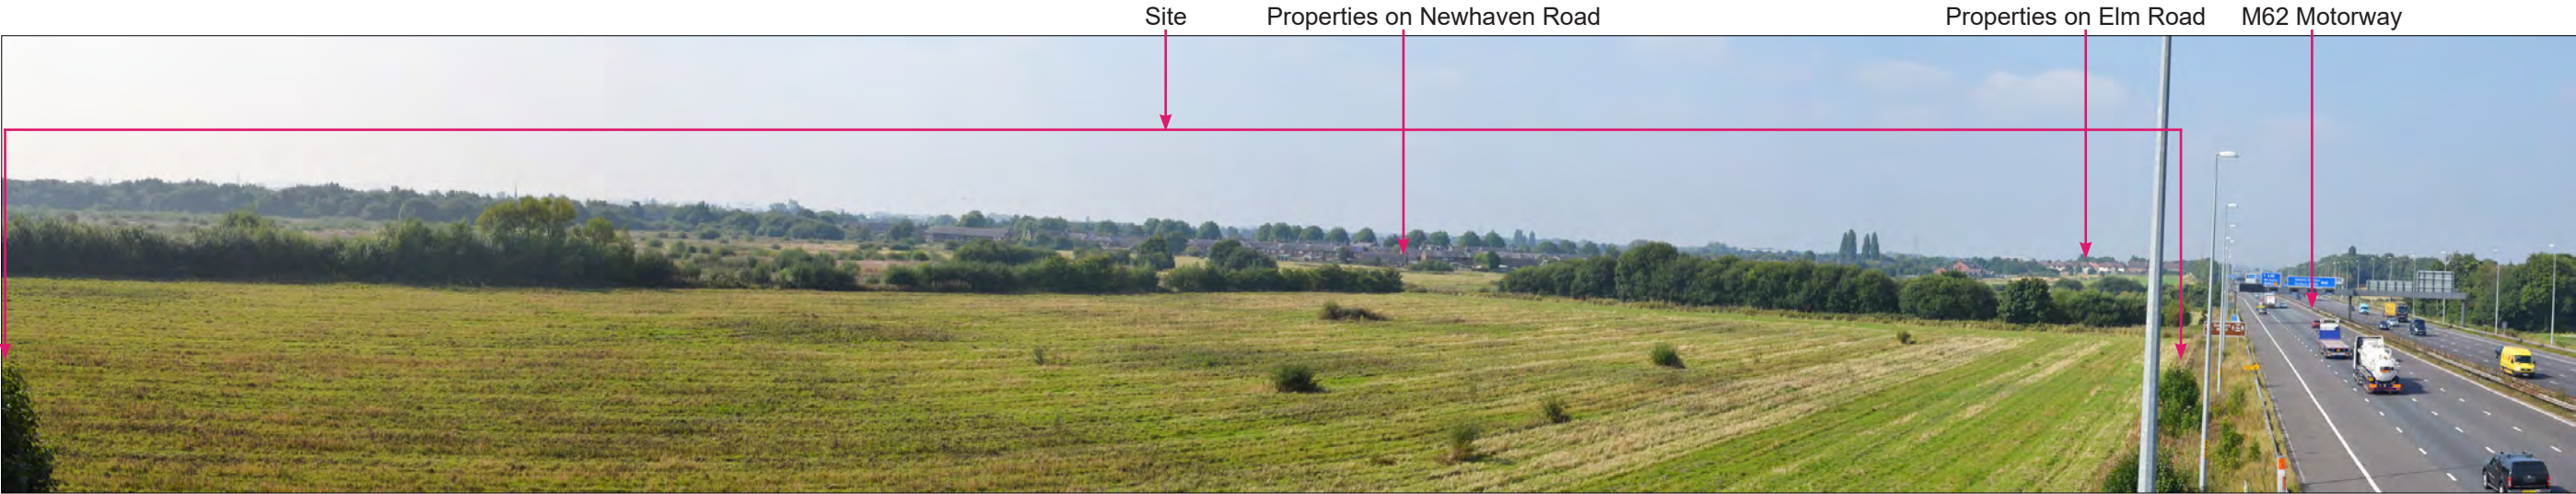 Site
Properties on Newhaven Road
Properties on Elm Road
M62 Motorway